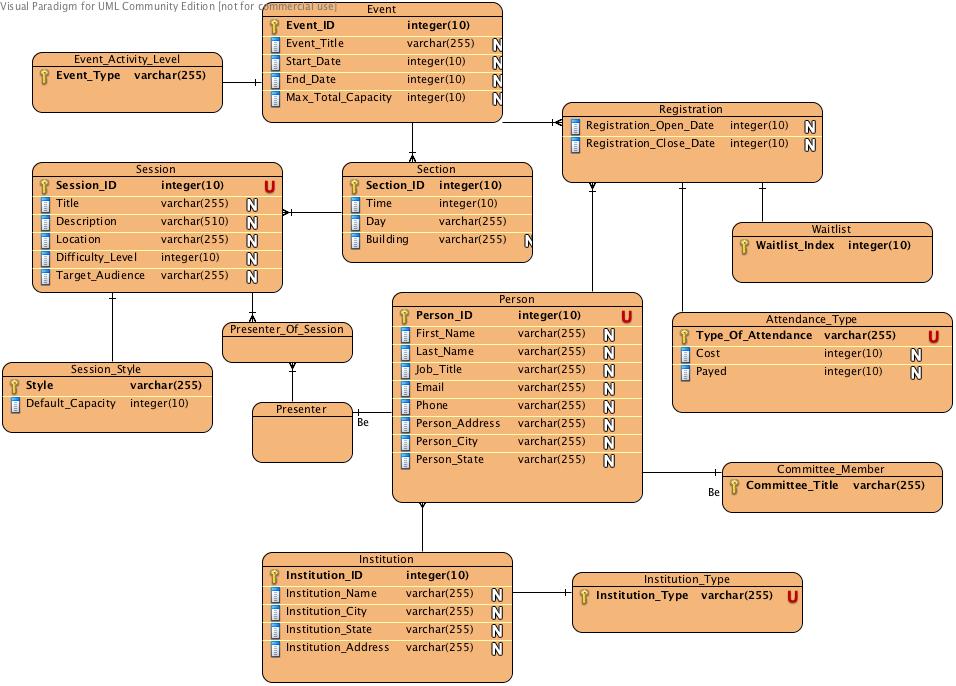 Visual Paradigm for UML Community Edition [not for commercial use]
Event
Event_ID integer(10)
Event_Title varchar(255) N
Start_Date integer(10) N
End_Date integer(10) N
Max_Total_Capacity integer(10) N
Event_Activity_Level
Event_Type varchar(255)
Registration
Registration_Open_Date integer(10) N
Registration_Close_Date integer(10) N
Session
Session_ID integer(10) U
Title varchar(255) N
Description varchar(510) N
Location varchar(255) N
Difficulty_Level integer(10) N
Target_Audience varchar(255) N
Section
Section_ID integer(10)
Time integer(10)
Day varchar(255)
Building varchar(255) N
Waitlist
Waitlist_Index integer(10)
Presenter_Of_Session
Person
Person_ID integer(10) U
First_Name varchar(255) N
Last_Name varchar(255) N
Job_Title varchar(255) N
Email varchar(255) N
Phone varchar(255) N
Person_Address varchar(255) N
Person_City varchar(255) N
Person_State varchar(255) N
Attendance_Type
Type_Of_Attendance varchar(255) U
Cost integer(10) N
Payed integer(10) N
Session_Style
Style varchar(255)
Default_Capacity integer(10)
Presenter
Be
Committee_Member
Be
Committee_Title varchar(255)
Institution
Institution_ID integer(10)
Institution_Name varchar(255) N
Institution_City varchar(255) N
Institution_State varchar(255) N
Institution_Address varchar(255) N
Institution_Type
Institution_Type varchar(255) U